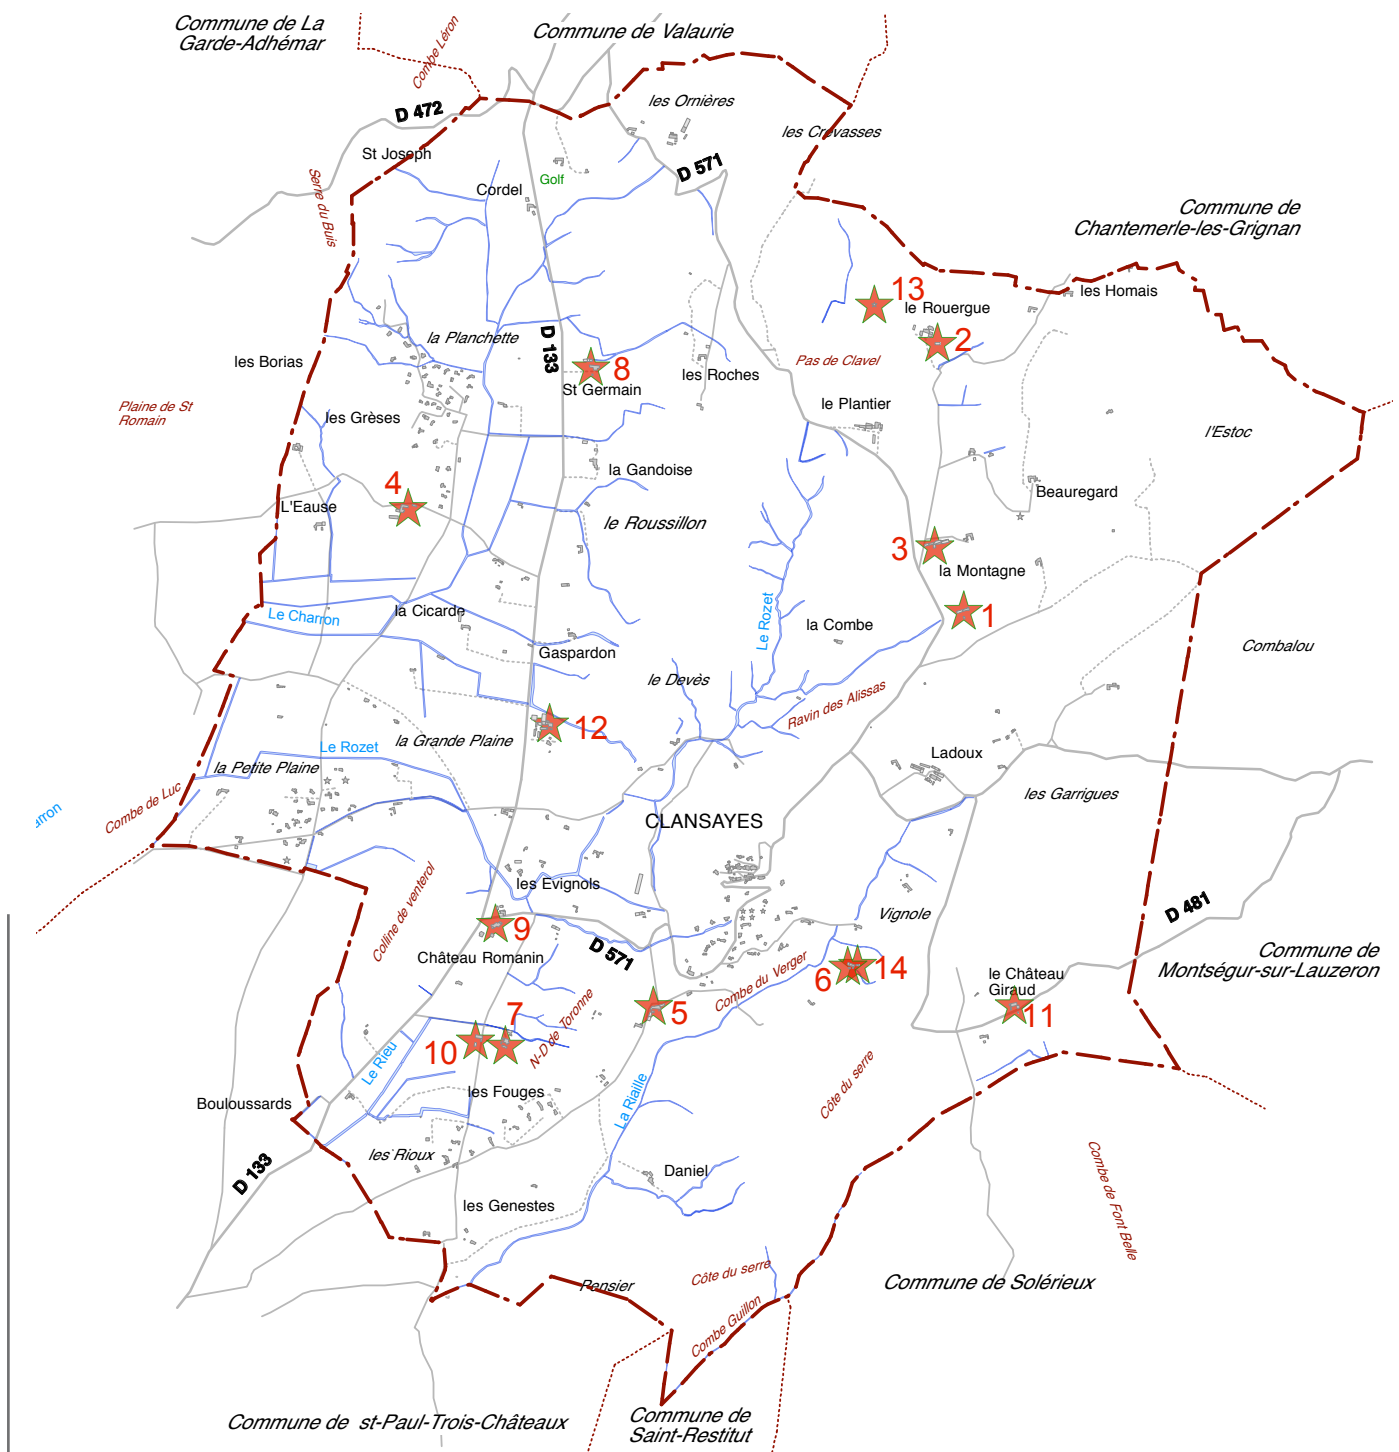 Commune de La
Garde-Adhémar
Combe Léron
Commune de Valaurie
les Ornières
D 472
les Crevasses
St Joseph
D 571
Golf
Cordel
Serre du Buis
Commune de
Chantemerle-les-Grignan
13
les Homais
le Rouergue
la Planchette
D 133
2
les Borias
Pas de Clavel
8
les Roches
St Germain
Plaine de St
Romain
le Plantier
les Grèses
l'Estoc
la Gandoise
4
Beauregard
L'Eause
le Roussillon
3
la Montagne
Le Charron
la Cicarde
Le Rozet
1
la Combe
Combalou
Gaspardon
le Devès
Ravin des Alissas
12
la Grande Plaine
Le Rozet
Ladoux
la Petite Plaine
les Garrigues
arron
Combe de Luc
CLANSAYES
les Evignols
Colline de venterol
Vignole
D 481
9
D 571
Commune de
Montségur-sur-Lauzeron
Château Romanin
Combe du Verger
6
14
le Château
Giraud
5
11
7
N-D de Toronne
10
Le Rieu
Côte du serre
les Fouges
La Riaille
Bouloussards
les Rioux
D 133
Daniel
Combe de Font Belle
les Genestes
Côte du serre
Rensier
Commune de Solérieux
Combe Guillon
Commune de st-Paul-Trois-Châteaux
Commune de
Saint-Restitut